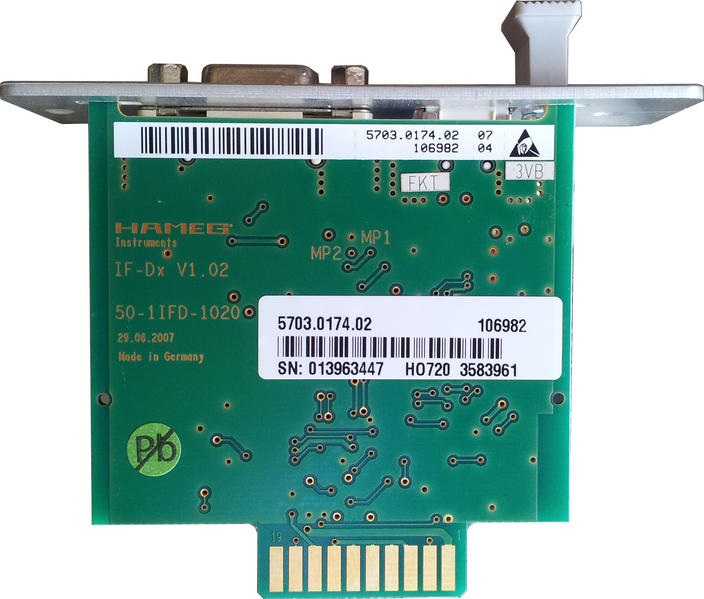 5703.0174.02 07
106982 04
3VB
FKT
HAMEG
Instruments
MP1
MP2
IF-Dx V1.02
50-1IFD-1020
29.06.2007
Made in Germany
5703.0174.02 106982
SN: 013963447 HO720 3583961
Pb
19 1